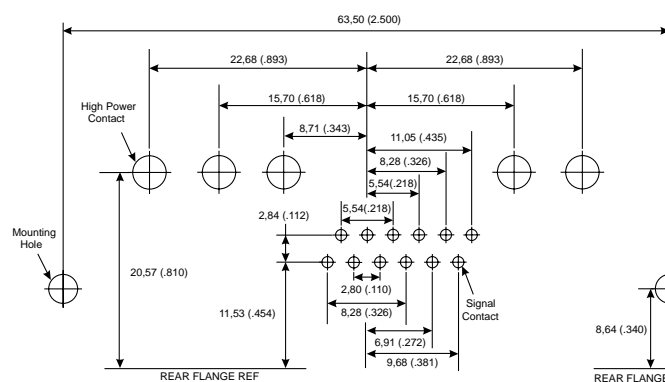 63,50 (2.500)
22,68 (.893)
22,68 (.893)
15,70 (.618)
15,70 (.618)
High Power
Contact
8,71 (.343)
11,05 (.435)
8,28 (.326)
5,54(.218)
5,54(.218)
2,84 (.112)
Mounting
Hole
20,57 (.810)
2,80 (.110)
Signal
Contact
11,53 (.454)
8,28 (.326)
8,64 (.340)
6,91 (.272)
9,68 (.381)
REAR FLANGE REF
REAR FLANGE